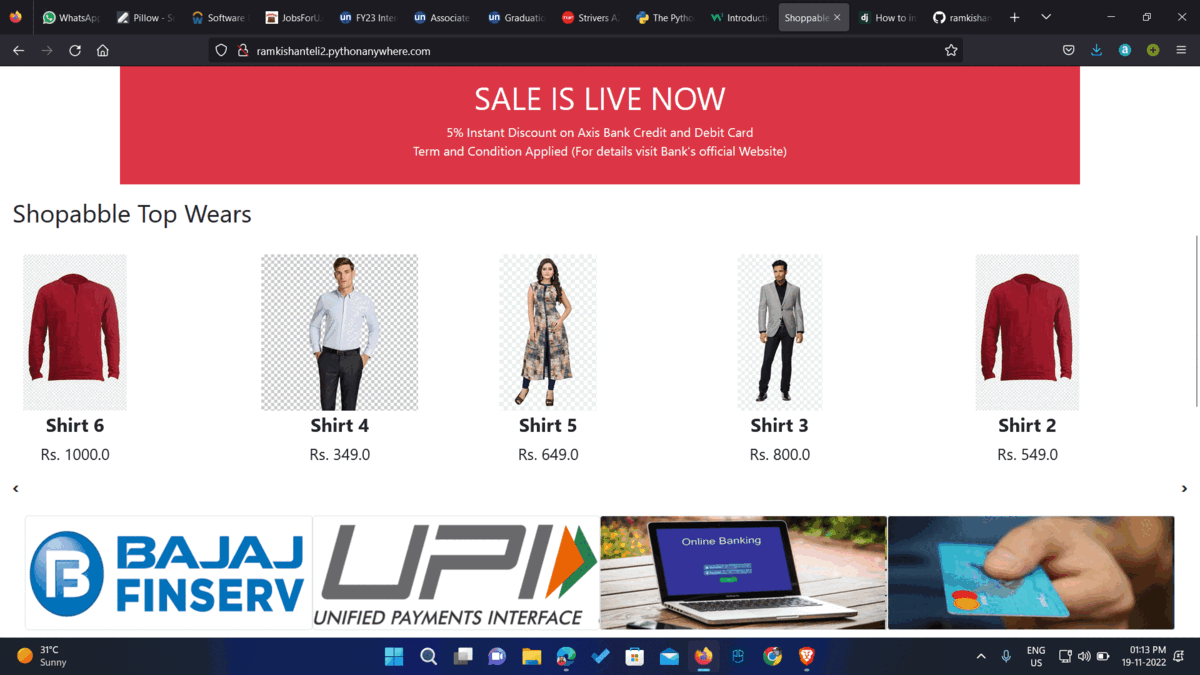 WhatsApp
Pillow - S
Software
JobsForU
FY23 Inter
Associate
Graduatio
Strivers A
The Pytho
Introducti
Shoppable
How to in
ramkishan
ramkishanteli2.pythonanywhere.com
SALE IS LIVE NOW
5% Instant Discount on Axis Bank Credit and Debit Card
Term and Condition Applied (For details visit Bank's official Website)
Shopabble Top Wears
Shirt 6
Shirt 4
Shirt 5
Shirt 3
Shirt 2
Rs. 1000.0
Rs. 349.0
Rs. 549.0
Rs. 649.0
Rs. 800.0
BAJAJ
FINSERV
UPI
UNIFIED PAYMENTS INTERFACE
Online Banking
31°C
Sunny
ENG
US
01:13 PM
19-11-2022